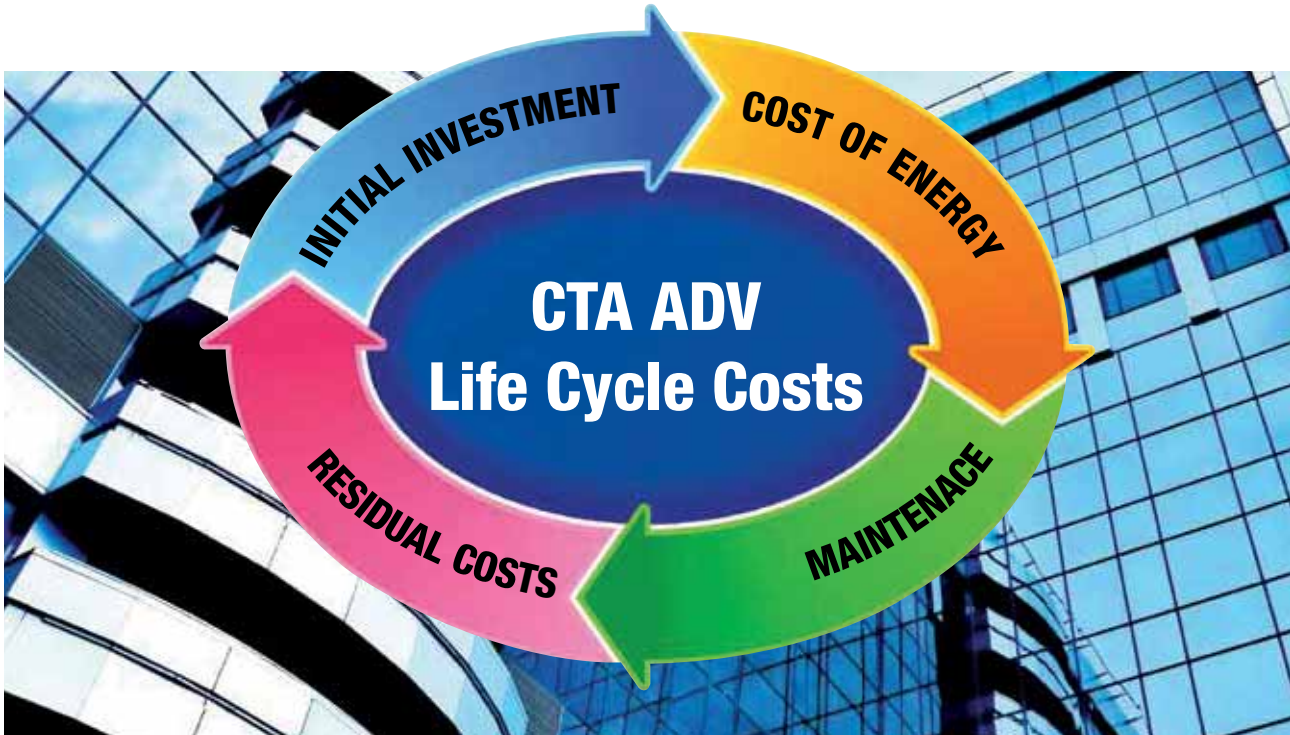 INITIAL INVESTMENT
COST OF ENERGY
CTA ADV
Life Cycle Costs
RESIDUAL COSTS
MAINTENACE